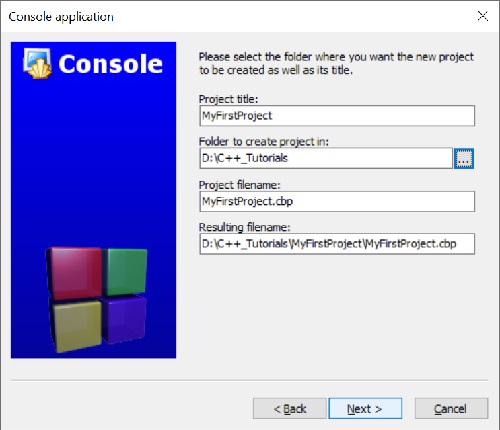 Console application
Console
Please select the folder where you want the new project
to be created as well as its title.
Project title:
MyFirstProject
Folder to create project in:
D:\C++_Tutorials
...
Project filename:
MyFirstProject.cbp
Resulting filename:
D:\C++_Tutorials\MyFirstProject\MyFirstProject.cbp
< Back
Next >
Cancel